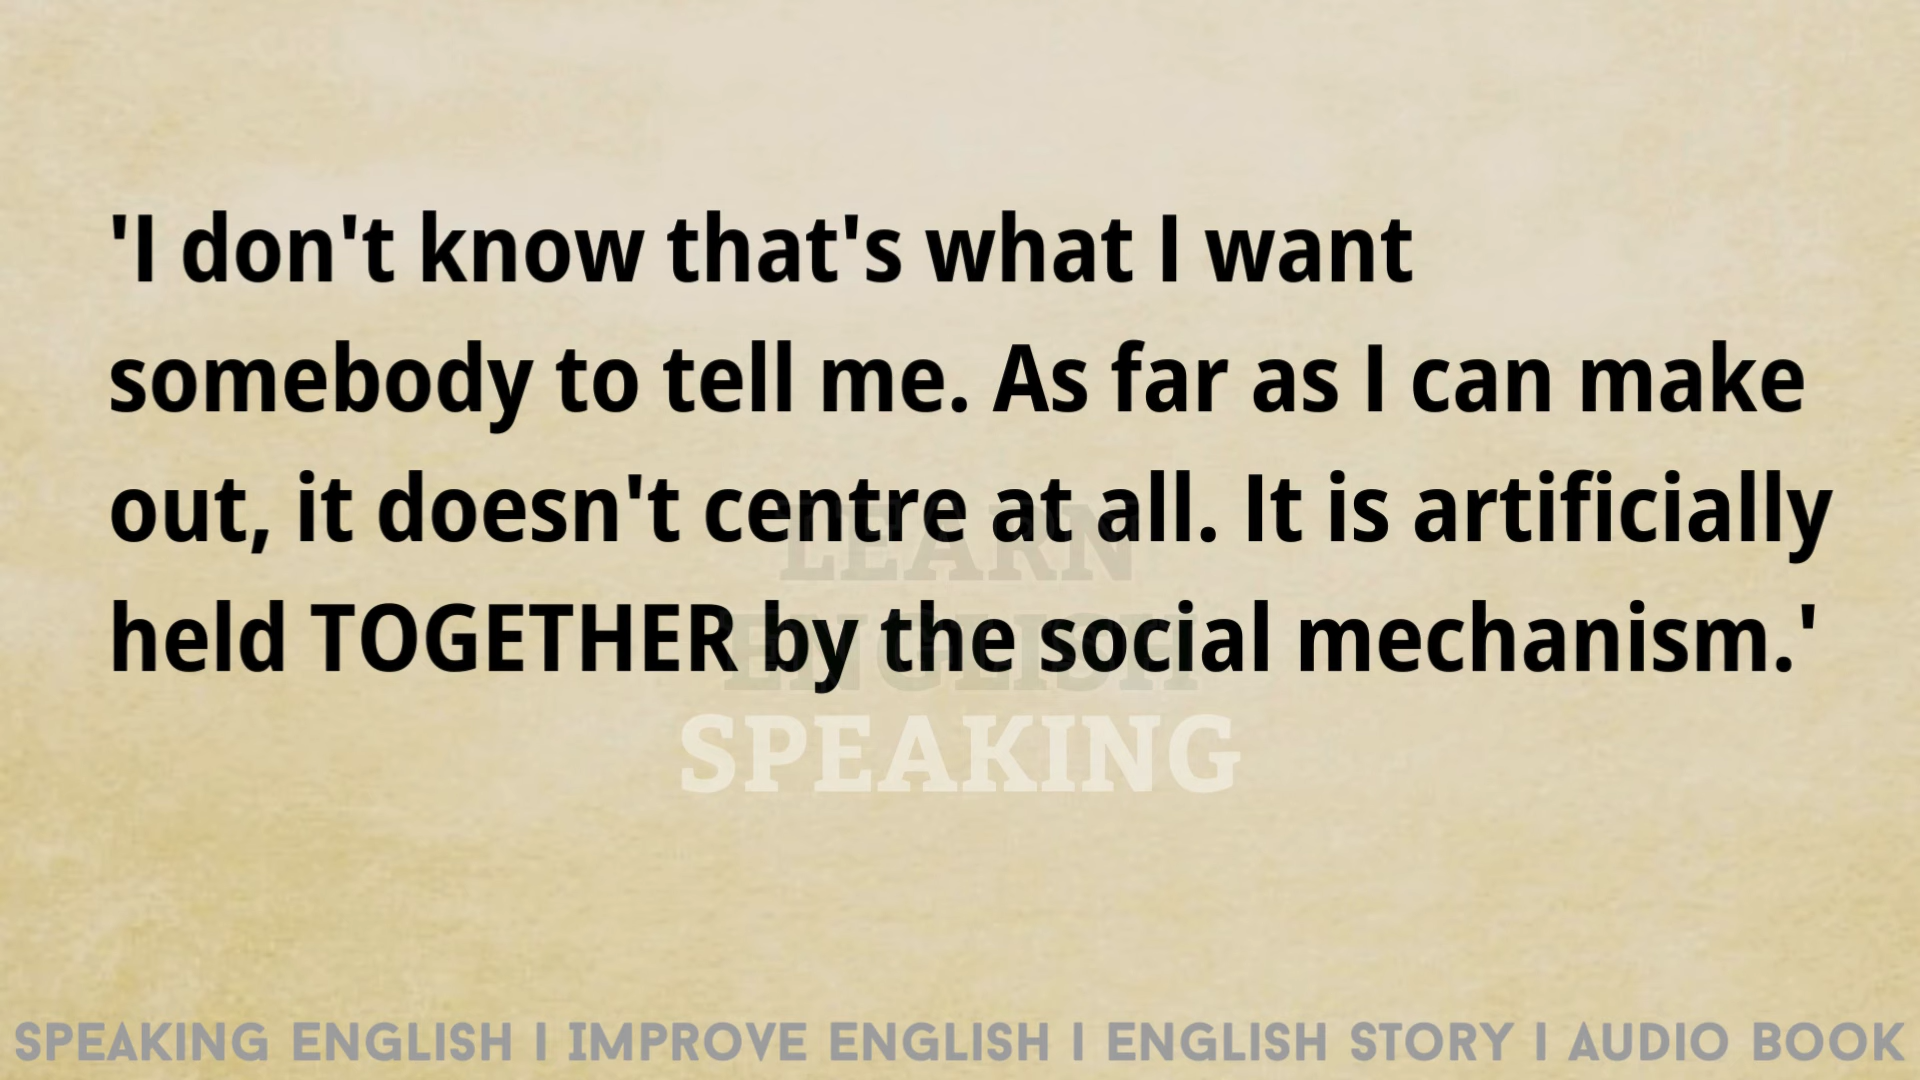 'I don't know that's what I want
somebody to tell me. As far as I can make
out, it doesn't centre at all. It is artificially
held TOGETHER by the social mechanism.'
LEARN
ENGLISH
SPEAKING
SPEAKING ENGLISH I IMPROVE ENGLISH I ENGLISH STORY I AUDIO BOOK